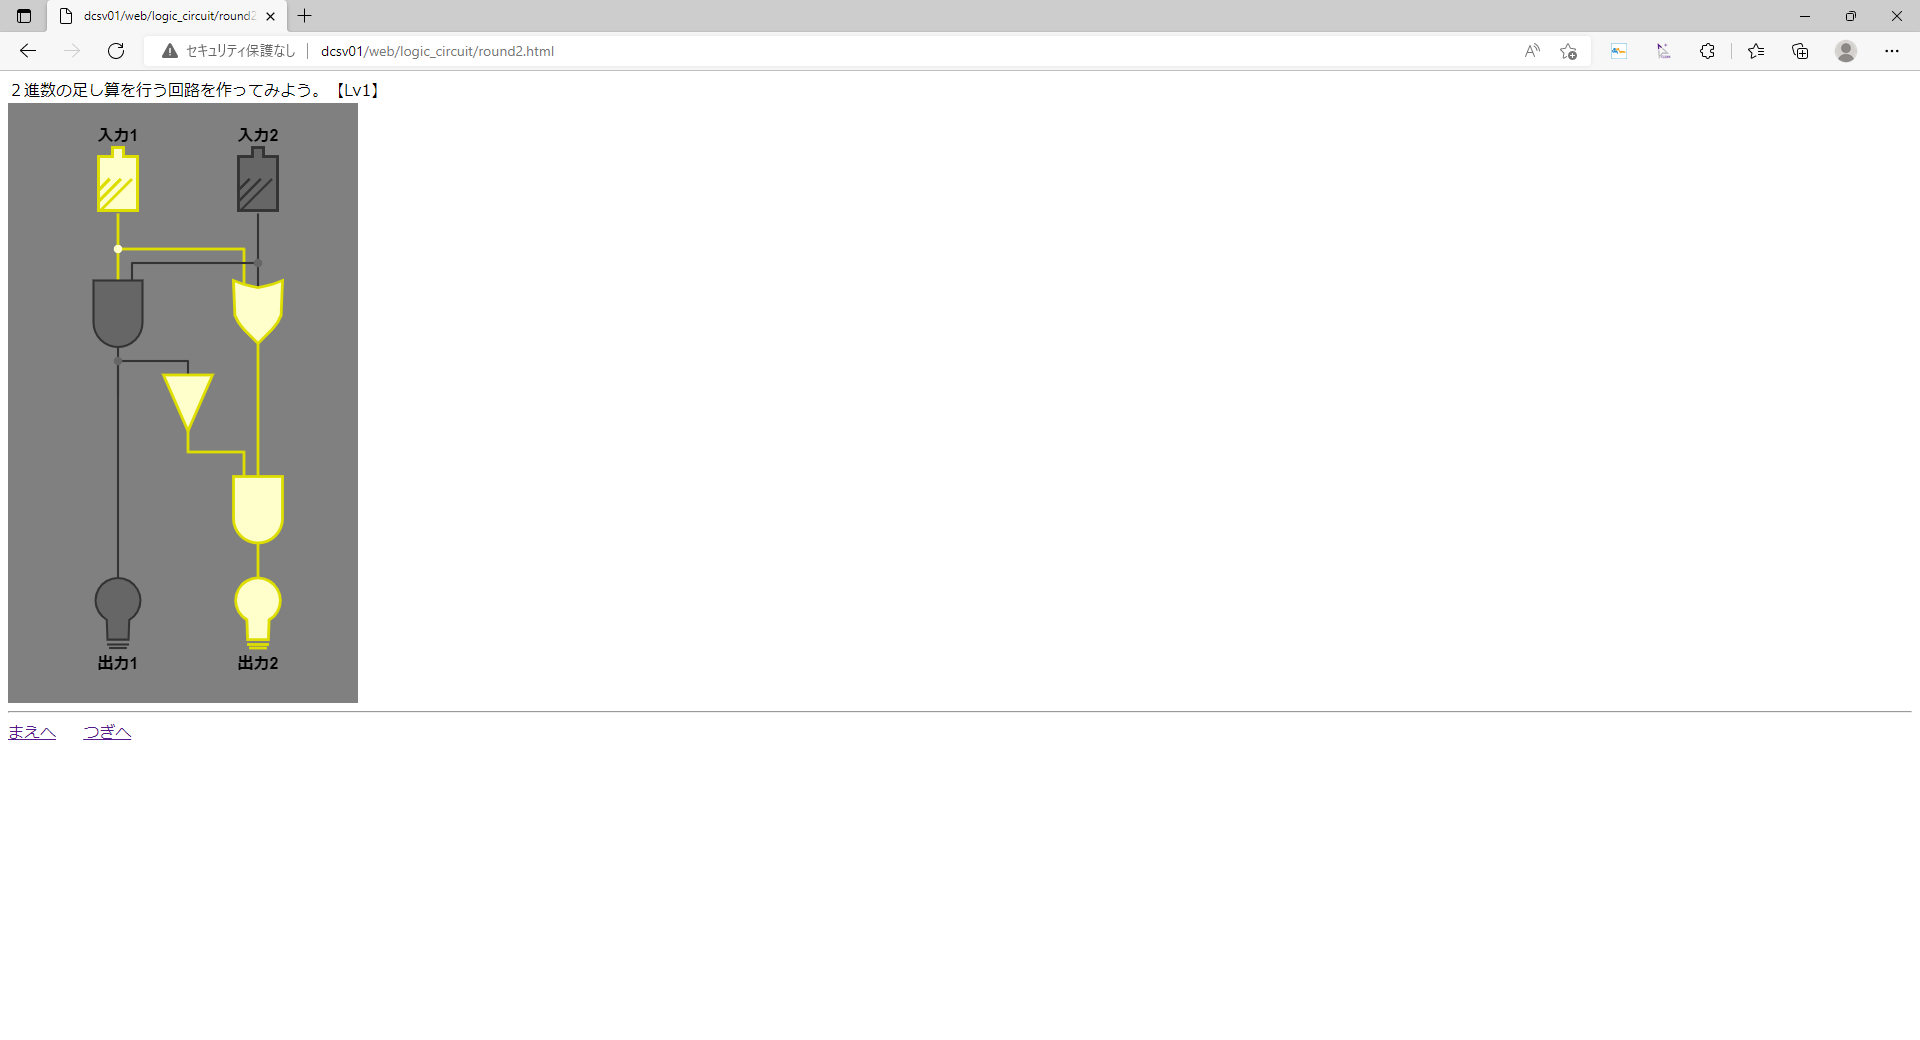 dcsv01/web/logic_circuit/round2
セキュリティ保護なし
dcsv01/web/logic_circuit/round2.html
２進数の足し算を行う回路を作ってみよう。【Lv1】
入力1 入力2
出力1 出力2
まえへ つぎへ